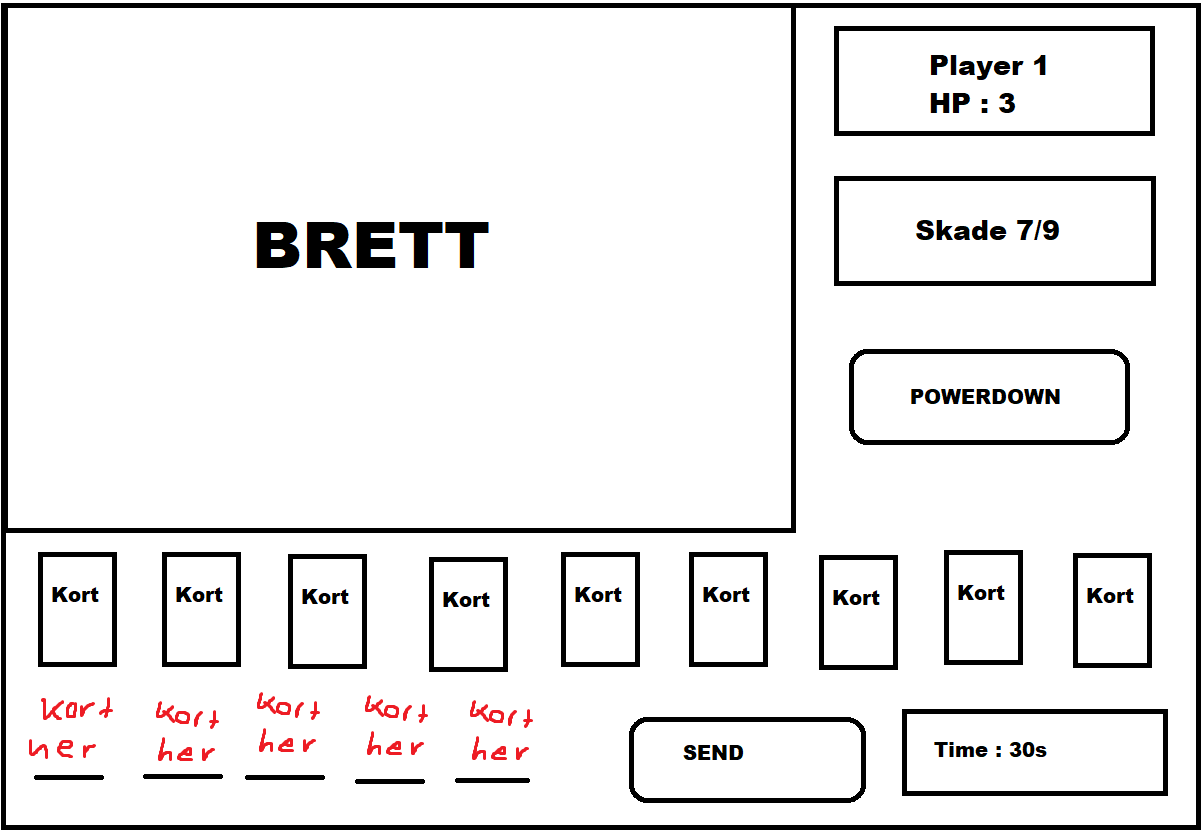 Player 1
HP : 3
BRETT
Skade 7/9
POWERDOWN
Kort
Kort
Kort
Kort
Kort
Kort
Kort
Kort
Kort
Kort
her
Kort
her
Kort
her
Kort
her
Kort
her
SEND
Time : 30s